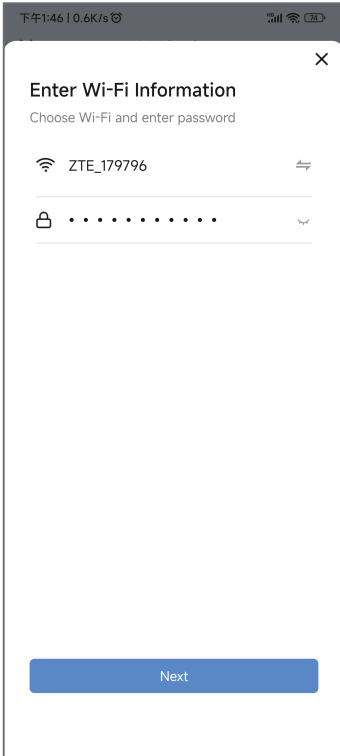 下午1:46 | 0.6K/s
HD
74
Enter Wi-Fi Information
Choose Wi-Fi and enter password
ZTE_179796
• • • • • • • • • • •
Next